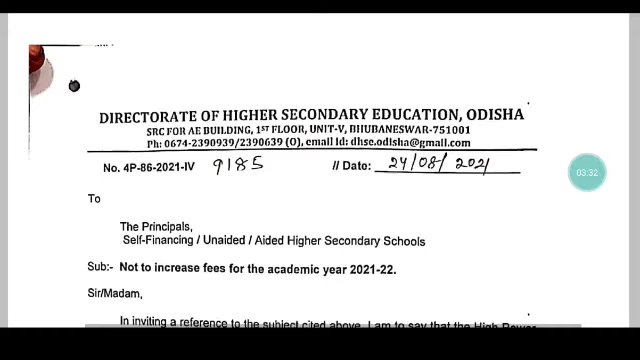 DIRECTORATE OF HIGHER SECONDARY EDUCATION, ODISHA
SRC FOR AE BUILDING, 1ST FLOOR, UNIT-V, BHUBANESWAR-751001
Ph: 0674-2390939/2390639 (O), email Id: dhse.odisha@gmail.com
No. 4P-86-2021-IV 9185 // Date: 24/08/2021
03:32
To
The Principals,
Self-Financing / Unaided / Aided Higher Secondary Schools
Sub:- Not to increase fees for the academic year 2021-22.
Sir/Madam,
In inviting a reference to the subject cited above, I am to say that the High Power